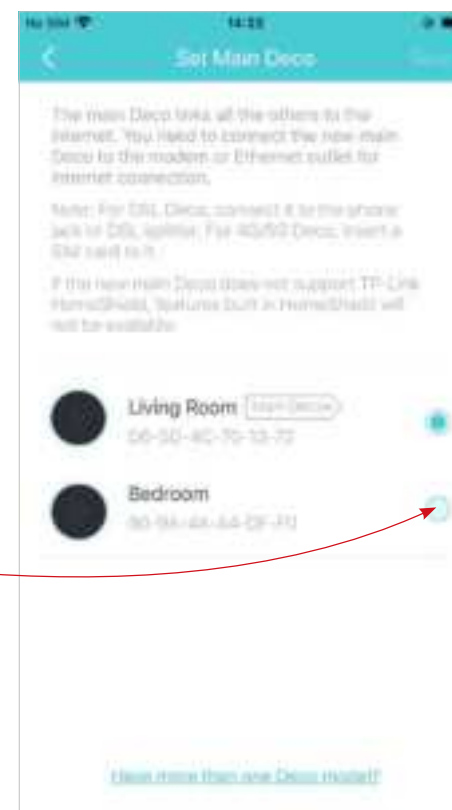 No SIM 14:23
Set Main Deco
The main Deco links all the others to the
internet. You need to connect the new main
Deco to the modem or Ethernet outlet for
internet connection.
Note: For DSL Deco, connect it to the phone
jack or DSL splitter. For 4G/5G Deco, insert a
SIM card to it.
If the new main Deco does not support TP-Link
HomeShield, features built in HomeShield will
not be available.
Living Room Main Deco
Bedroom
Have more than one Deco model?